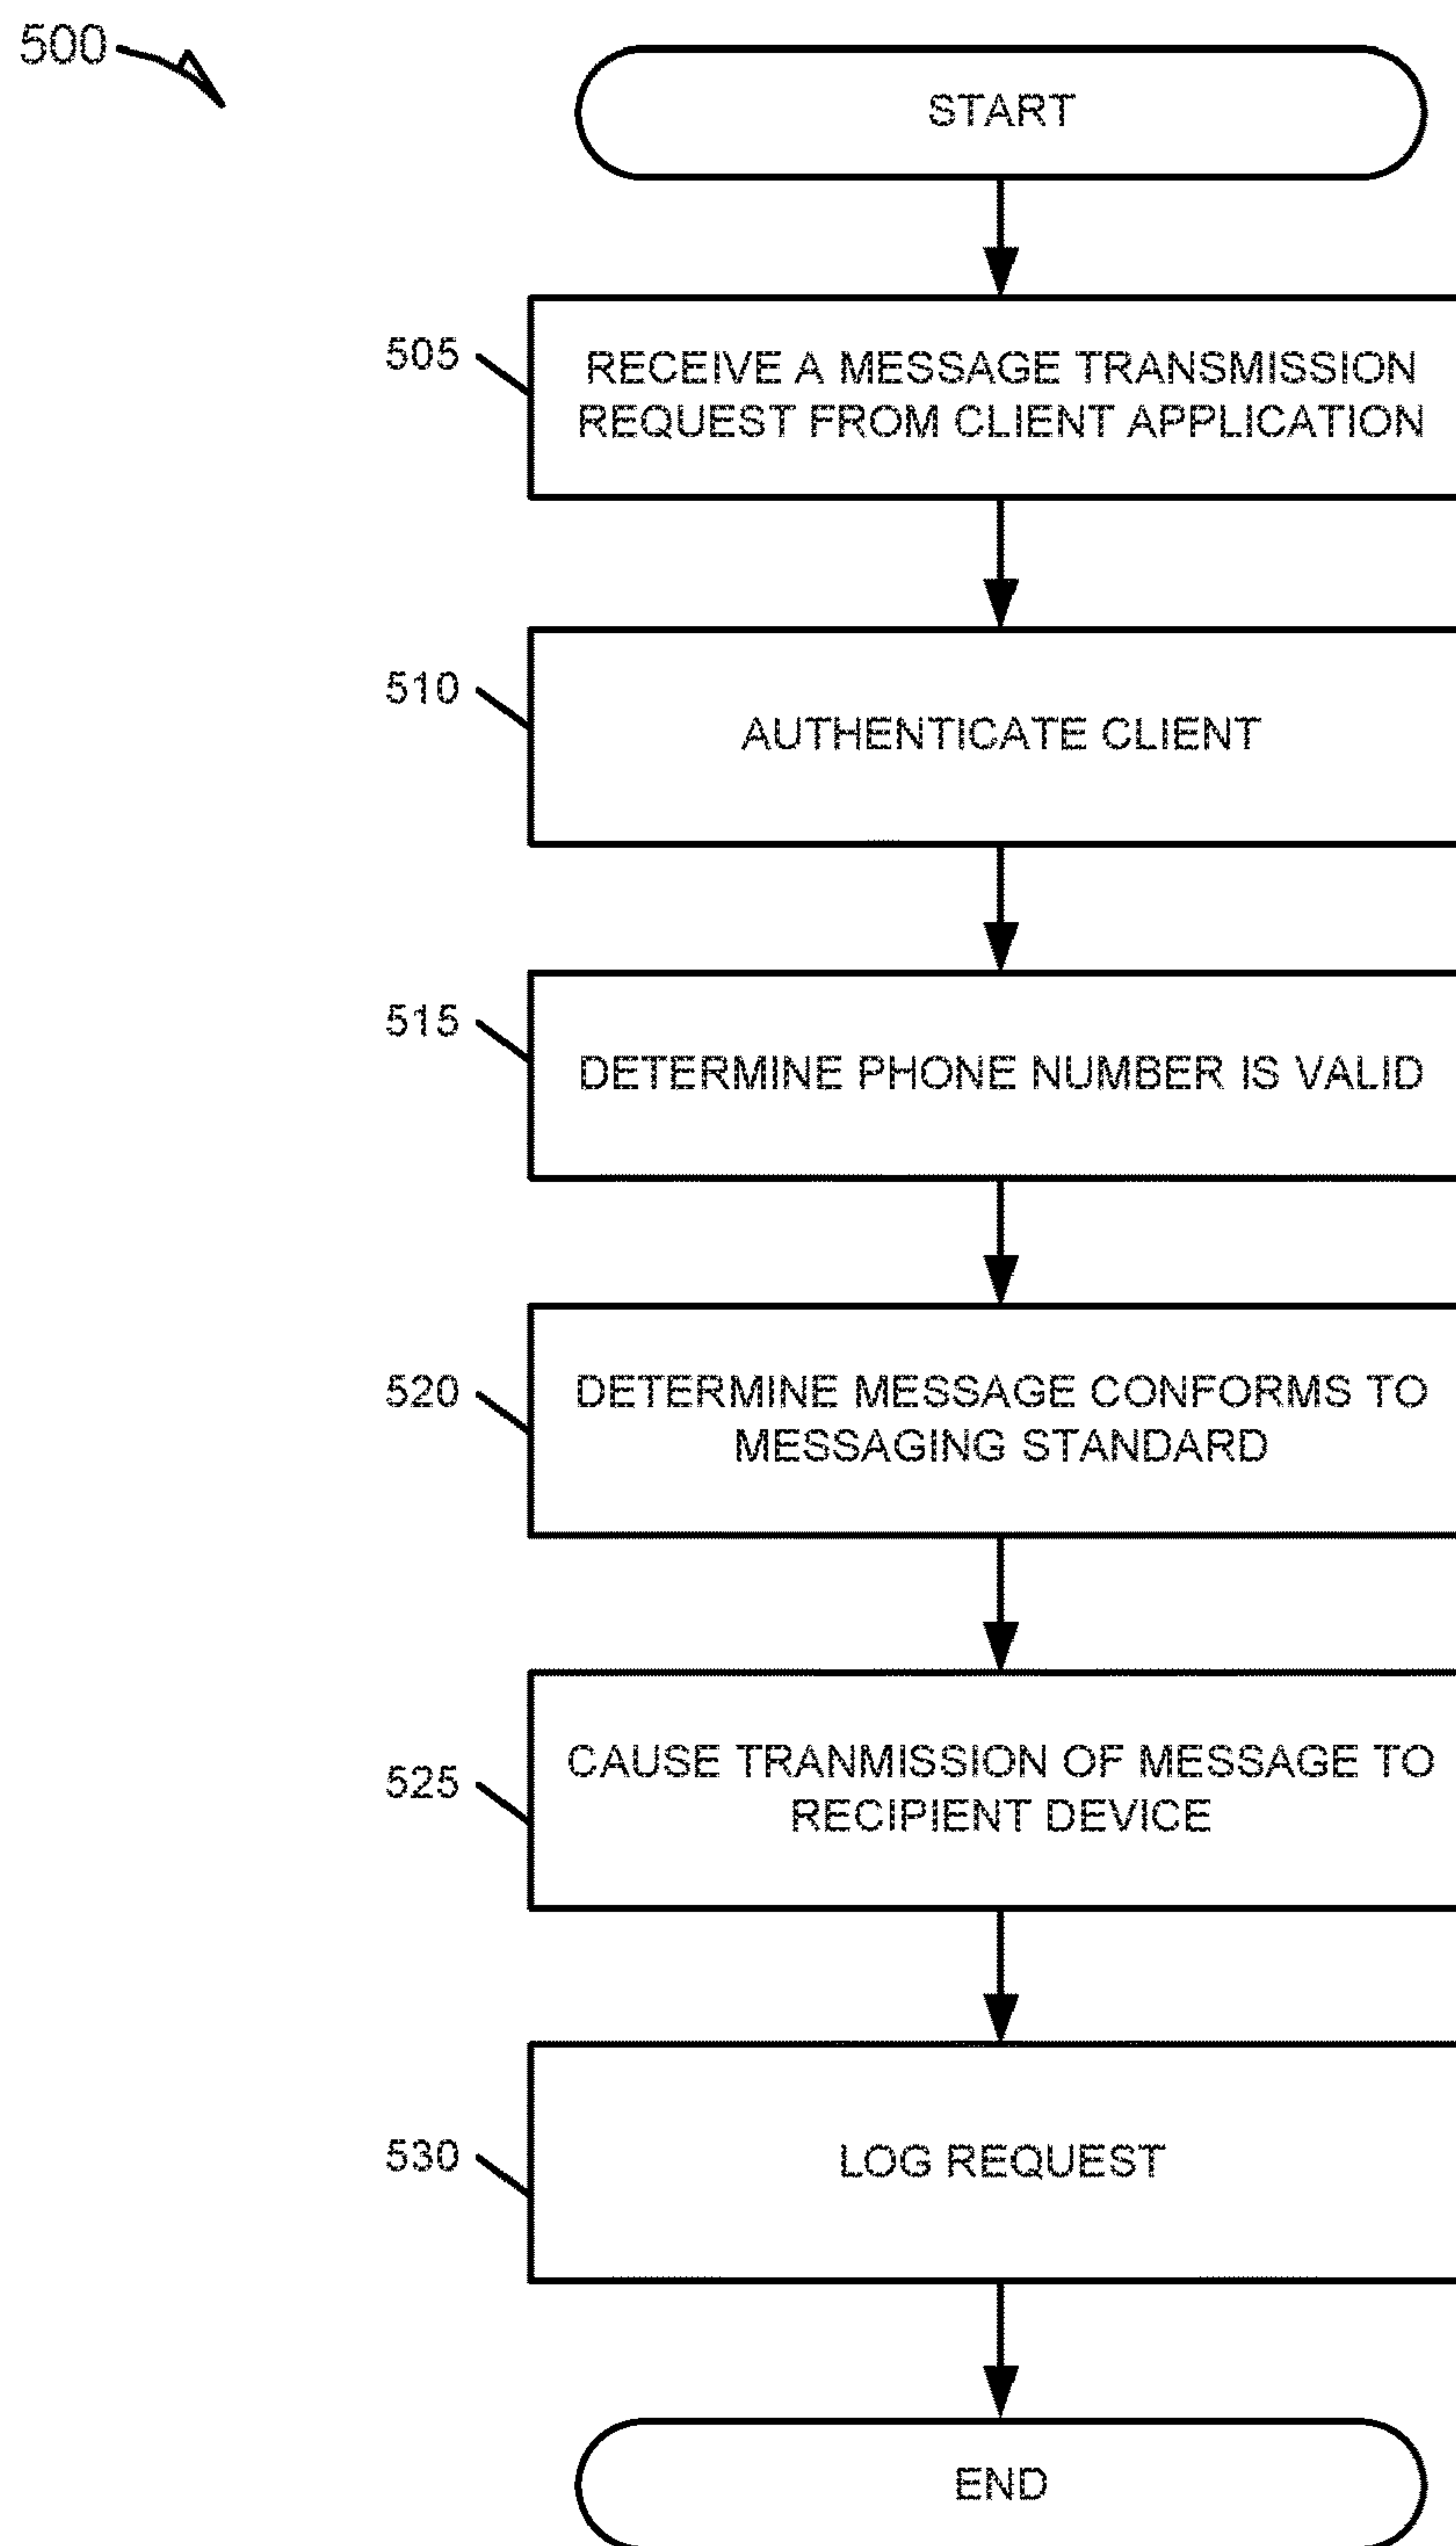 500
START
505
RECEIVE A MESSAGE TRANSMISSION
REQUEST FROM CLIENT APPLICATION
510
AUTHENTICATE CLIENT
515
DETERMINE PHONE NUMBER IS VALID
520
DETERMINE MESSAGE CONFORMS TO
MESSAGING STANDARD
525
CAUSE TRANMISSION OF MESSAGE TO
RECIPIENT DEVICE
530
LOG REQUEST
END